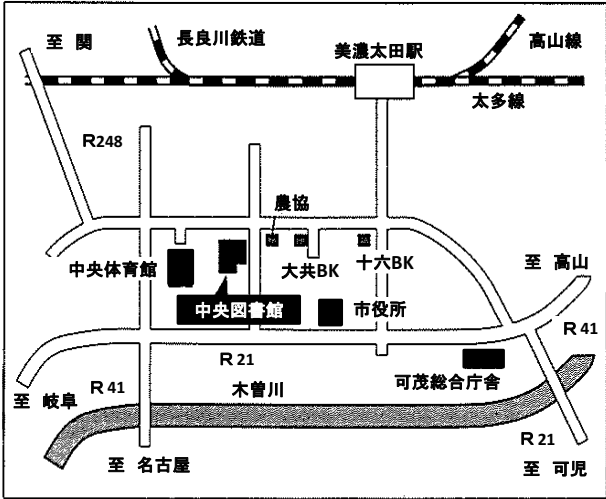 至 関
長良川鉄道
美濃太田駅
高山線
太多線
R248
農協
中央体育館
大共BK
十六BK
至 高山
中央図書館
市役所
R 41
R 21
可茂総合庁舎
R 41
木曽川
至 岐阜
R 21
至 名古屋
至 可児